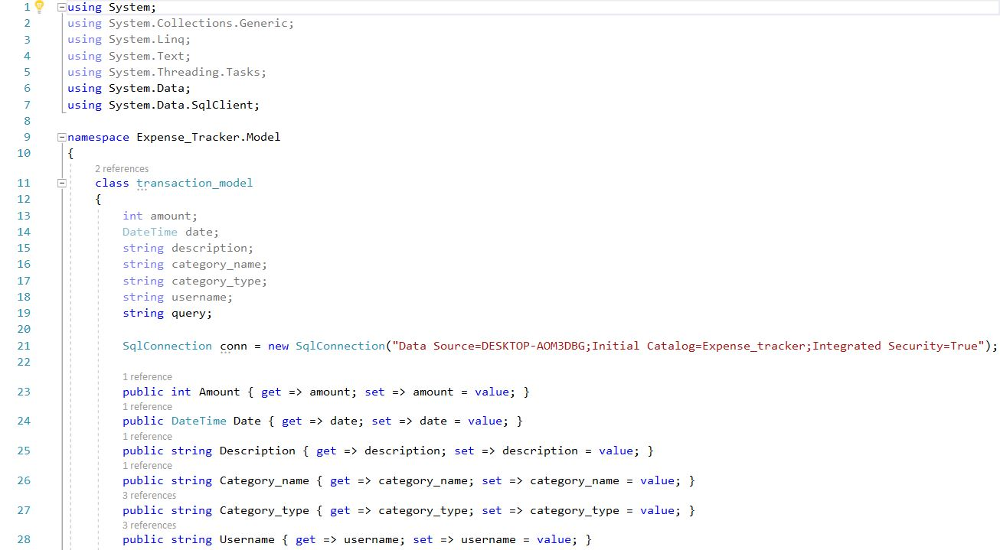 1 using System;
2 using System.Collections.Generic;
3 using System.Linq;
4 using System.Text;
5 using System.Threading.Tasks;
6 using System.Data;
7 using System.Data.SqlClient;
8
9 namespace Expense_Tracker.Model
10 {
2 references
11 class transaction_model
12 {
13 int amount;
14 DateTime date;
15 string description;
16 string category_name;
17 string category_type;
18 string username;
19 string query;
20
21 SqlConnection conn = new SqlConnection("Data Source=DESKTOP-AOM3DBG;Initial Catalog=Expense_tracker;Integrated Security=True");
22
1 reference
23 public int Amount { get => amount; set => amount = value; }
1 reference
24 public DateTime Date { get => date; set => date = value; }
1 reference
25 public string Description { get => description; set => description = value; }
1 reference
26 public string Category_name { get => category_name; set => category_name = value; }
3 references
27 public string Category_type { get => category_type; set => category_type = value; }
3 references
28 public string Username { get => username; set => username = value; }